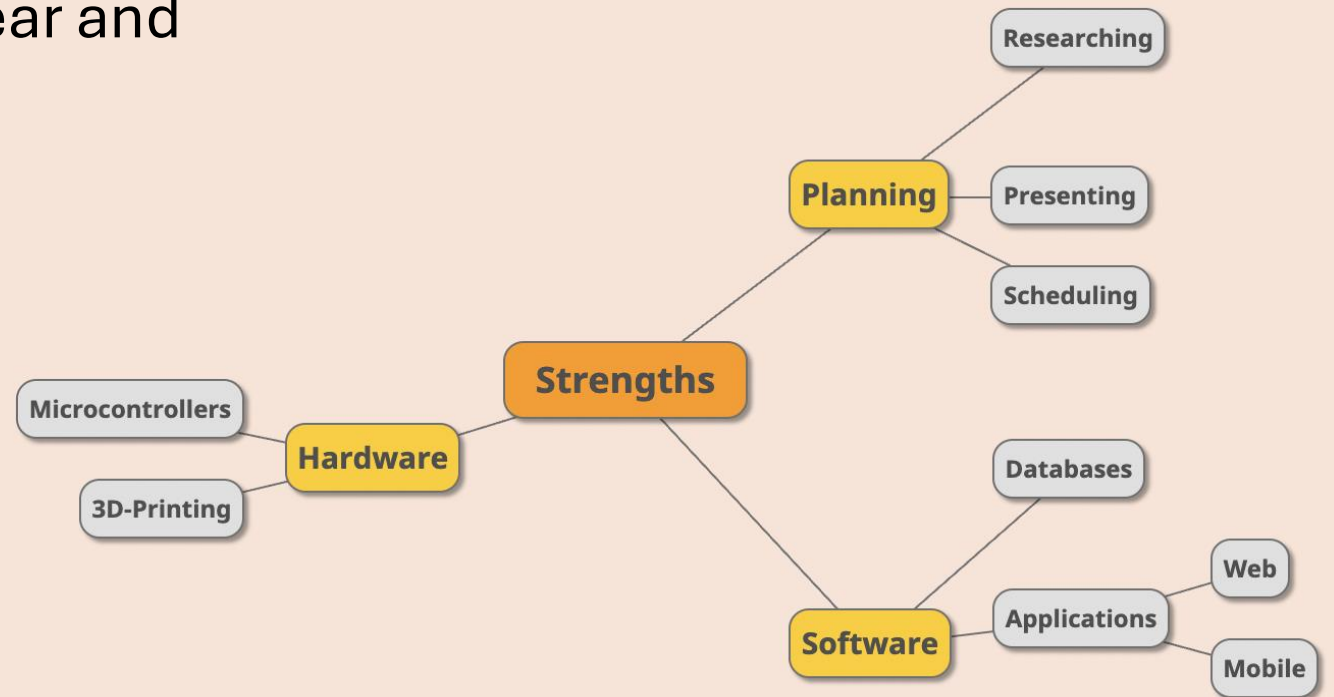 ear and
Researching
Planning
Presenting
Scheduling
Strengths
Microcontrollers
Hardware
3D-Printing
Databases
Web
Applications
Software
Mobile